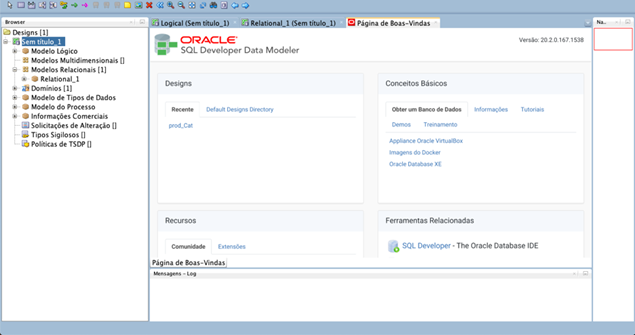 Browser
Designs [1]
Sem título_1
Modelo Lógico
Modelos Multidimensionais []
Modelos Relacionais [1]
Relational_1
Domínios [1]
Modelo de Tipos de Dados
Modelo do Processo
Informações Comerciais
Solicitações de Alteração []
Tipos Sigilosos []
Políticas de TSDP []
Logical (Sem título_1)
Relational_1 (Sem título_1)
Página de Boas-Vindas
ORACLE
SQL Developer Data Modeler
Versão: 20.2.0.167.1538
Designs
Recente
Default Designs Directory
prod_Cat
Conceitos Básicos
Obter um Banco de Dados
Informações
Tutoriais
Demos
Treinamento
Appliance Oracle VirtualBox
Imagens do Docker
Oracle Database XE
Recursos
Comunidade
Extensões
Ferramentas Relacionadas
SQL Developer - The Oracle Database IDE
Página de Boas-Vindas
Mensagens - Log
Na...